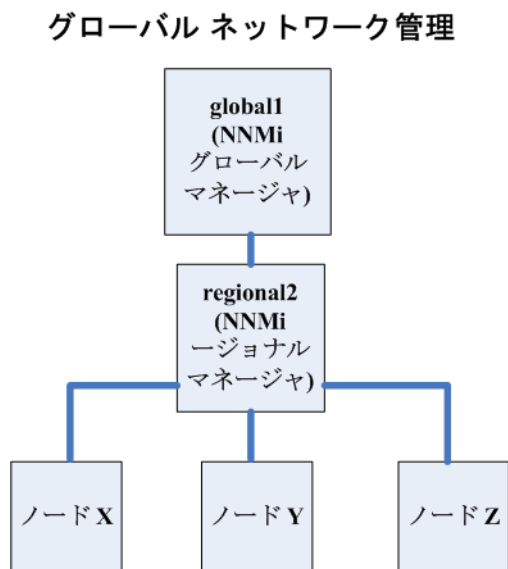 グローバル ネットワーク管理
global1
(NNMi
グローバル
マネージャ)
regional2
(NNMi
ージョナル
マネージャ)
ノード X
ノード Y
ノード Z